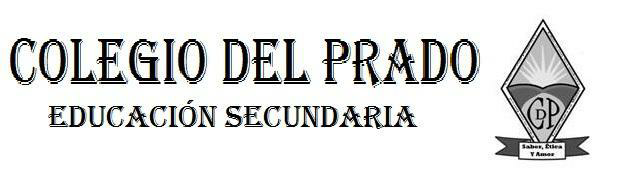 COLEGIO DEL PRADO
EDUCACIÓN SECUNDARIA
CDP
Saber, Ética
Y Amor